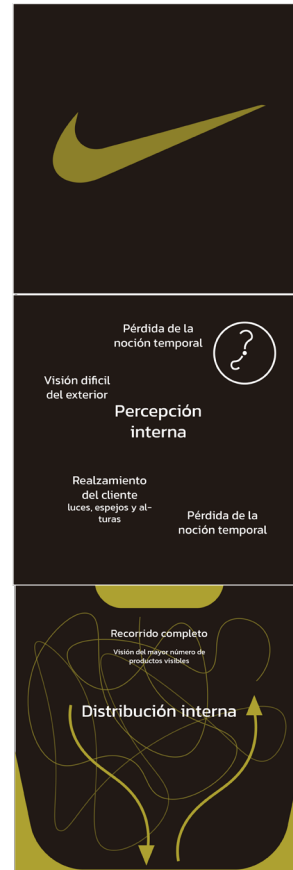 Pérdida de la
noción temporal
Visión dificil
del exterior
Percepción
interna
Realzamiento
del cliente
luces, espejos y al-
turas
Pérdida de la
noción temporal
Recorrido completo
Visión del mayor número de
productos visibles
Distribución interna